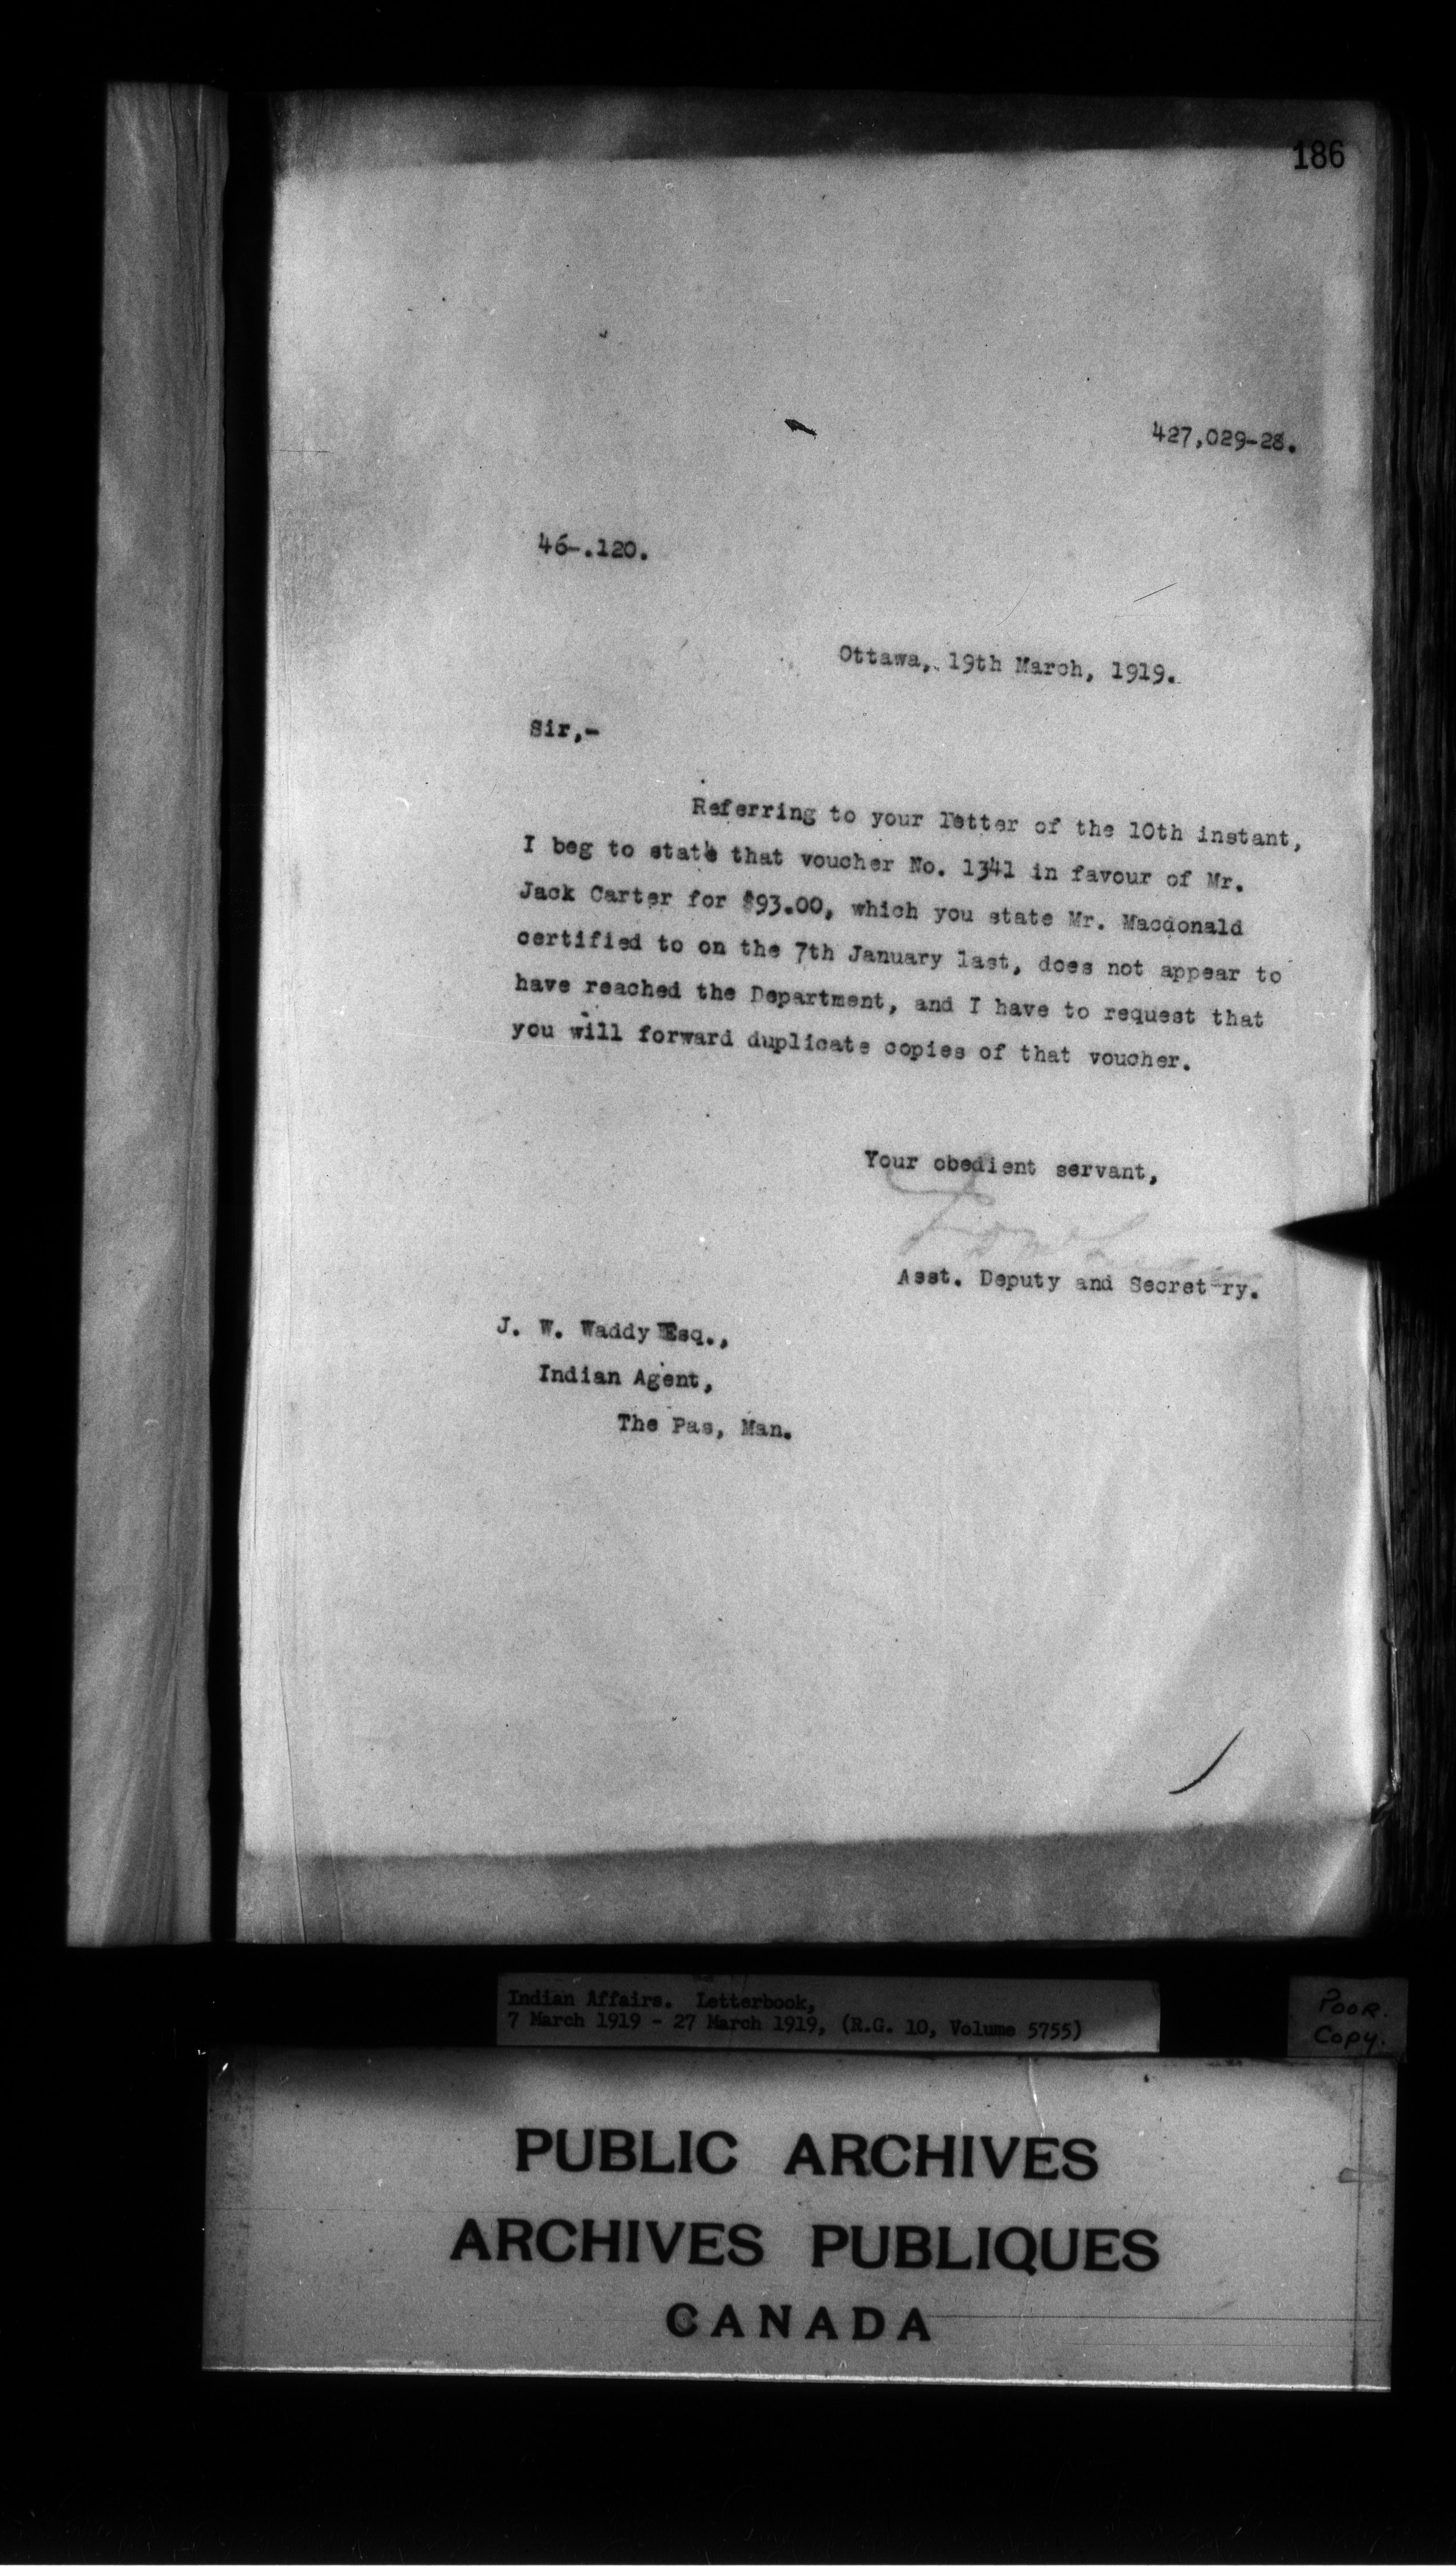 186
427,029-28.
46-.120.
Ottawa, 19th March, 1919.
Sir,-
Referring to your letter of the 10th instant,
I beg to state that voucher No. 1341 in favour of Mr.
Jack Carter for $93.00, which you state Mr. Macdonald
certified to on the 7th January last, does not appear to
have reached the Department, and I have to request that
you will forward duplicate copies of that voucher.
Your obedient servant,
Asst. Deputy and Secret ry.
J. W. Waddy Esq.,
Indian Agent,
The Pas, Man.
Indian Affairs. Letterbook,
7 March 1919 - 27 March 1919, (R.G. 10, Volume 5755)
POOR.
COPY.
PUBLIC ARCHIVES
ARCHIVES PUBLIQUES
CANADA